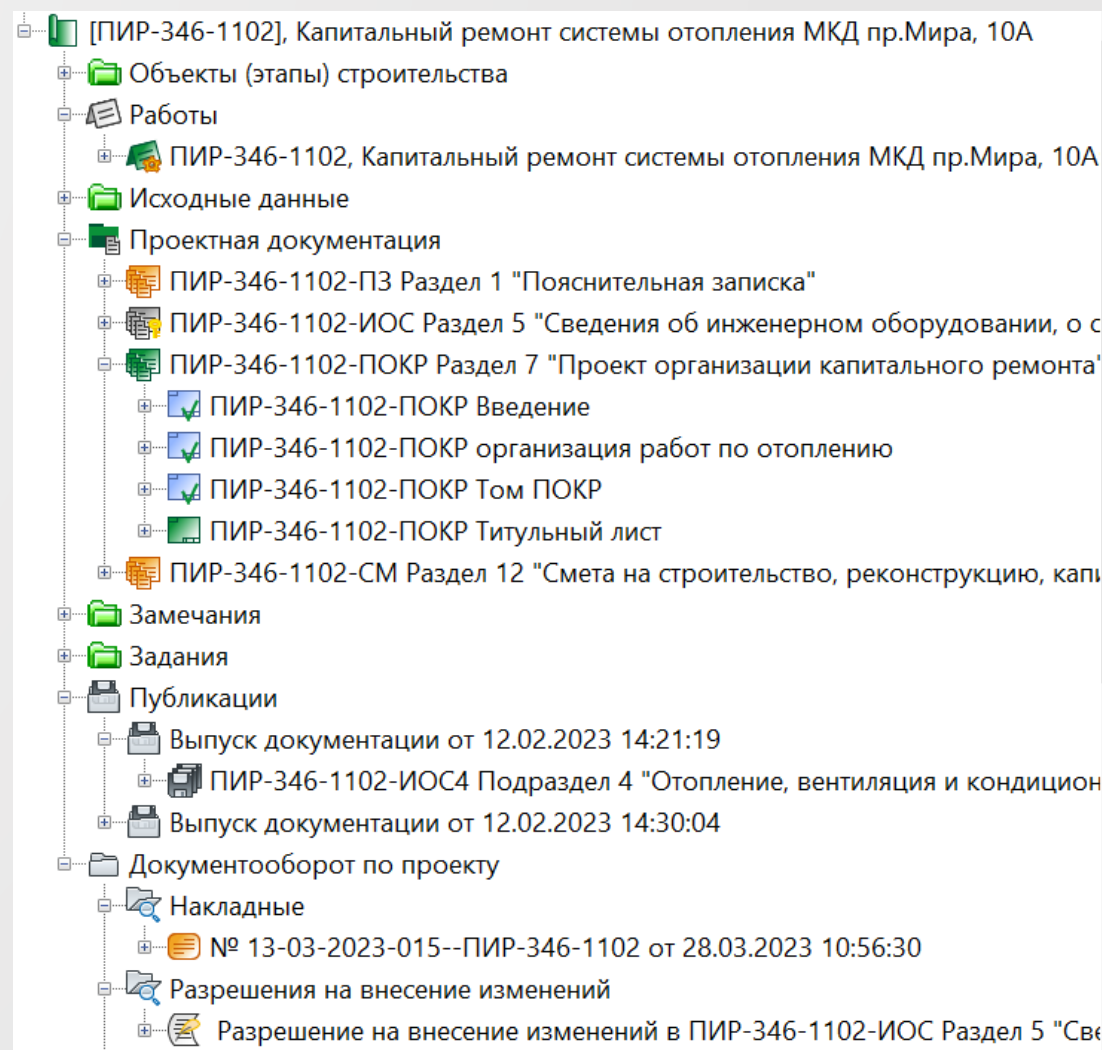 [ПИР-346-1102], Капитальный ремонт системы отопления МКД пр.Мира, 10А
Объекты (этапы) строительства
Работы
ПИР-346-1102, Капитальный ремонт системы отопления МКД пр.Мира, 10А
Исходные данные
Проектная документация
ПИР-346-1102-ПЗ Раздел 1 "Пояснительная записка"
ПИР-346-1102-ИОС Раздел 5 "Сведения об инженерном оборудовании, о с
ПИР-346-1102-ПОКР Раздел 7 "Проект организации капитального ремонта"
ПИР-346-1102-ПОКР Введение
ПИР-346-1102-ПОКР организация работ по отоплению
ПИР-346-1102-ПОКР Том ПОКР
ПИР-346-1102-ПОКР Титульный лист
ПИР-346-1102-СМ Раздел 12 "Смета на строительство, реконструкцию, капи
Замечания
Задания
Публикации
Выпуск документации от 12.02.2023 14:21:19
ПИР-346-1102-ИОС4 Подраздел 4 "Отопление, вентиляция и кондицион
Выпуск документации от 12.02.2023 14:30:04
Документооборот по проекту
Накладные
№ 13-03-2023-015--ПИР-346-1102 от 28.03.2023 10:56:30
Разрешения на внесение изменений
Разрешение на внесение изменений в ПИР-346-1102-ИОС Раздел 5 "Све